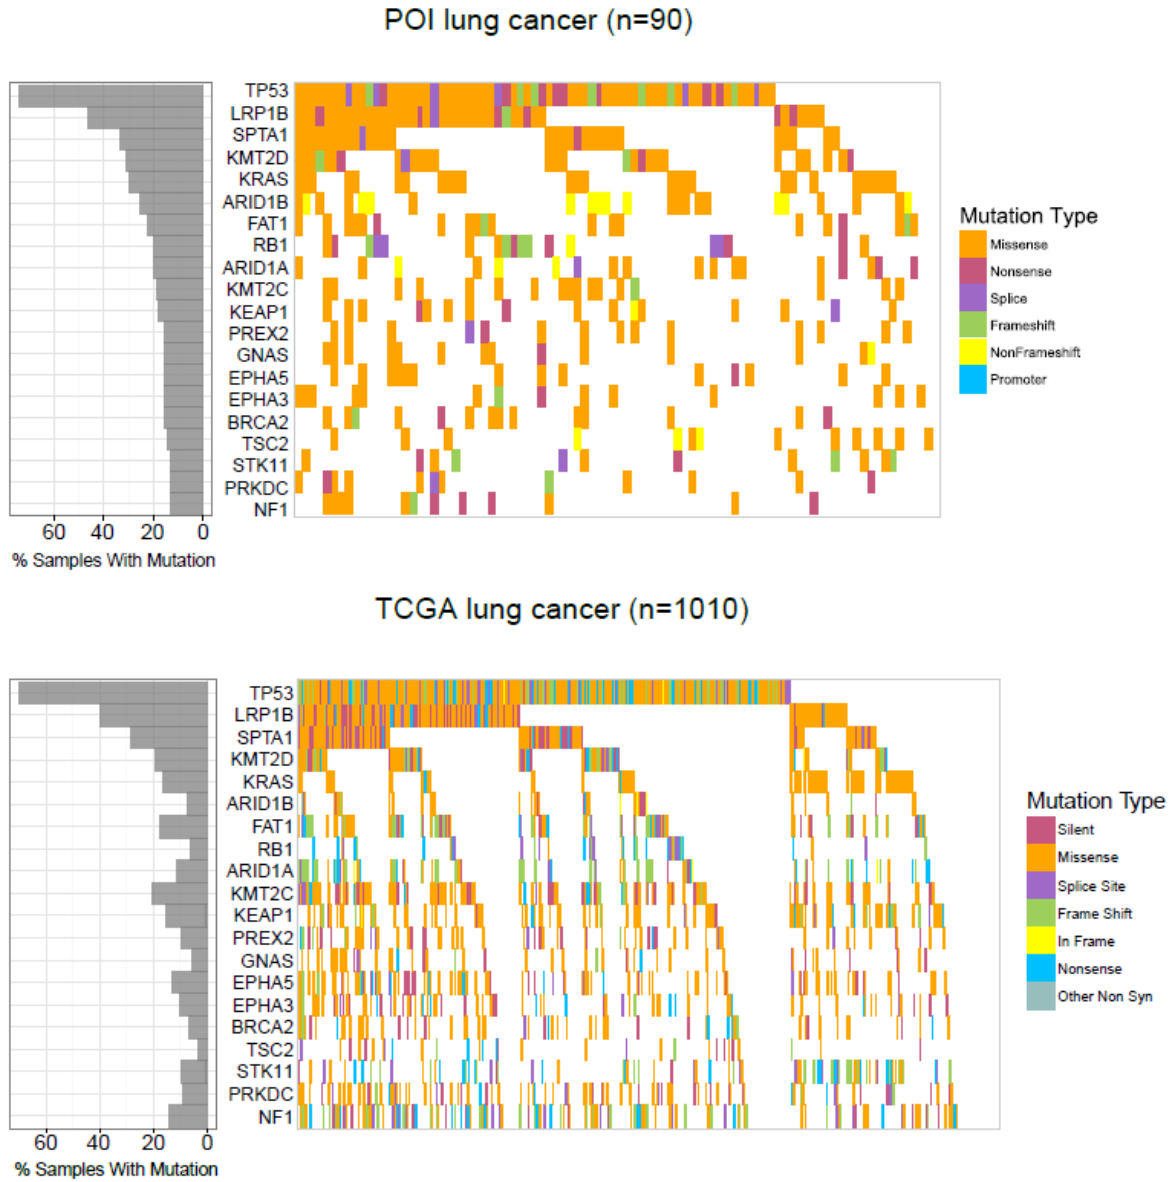 POI lung cancer (n=90)
TP53
LRP1B
SPTA1
KMT2D
KRAS
ARID1B
FAT1
RB1
ARID1A
KMT2C
KEAP1
PREX2
GNAS
EPHA5
EPHA3
BRCA2
TSC2
STK11
PRKDC
NF1
60 40 20 0
% Samples With Mutation
Mutation Type
Missense
Nonsense
Splice
Frameshift
NonFrameshift
Promoter
TCGA lung cancer (n=1010)
TP53
LRP1B
SPTA1
KMT2D
KRAS
ARID1B
FAT1
RB1
ARID1A
KMT2C
KEAP1
PREX2
GNAS
EPHA5
EPHA3
BRCA2
TSC2
STK11
PRKDC
NF1
60 40 20 0
% Samples With Mutation
Mutation Type
Silent
Missense
Splice Site
Frame Shift
In Frame
Nonsense
Other Non Syn